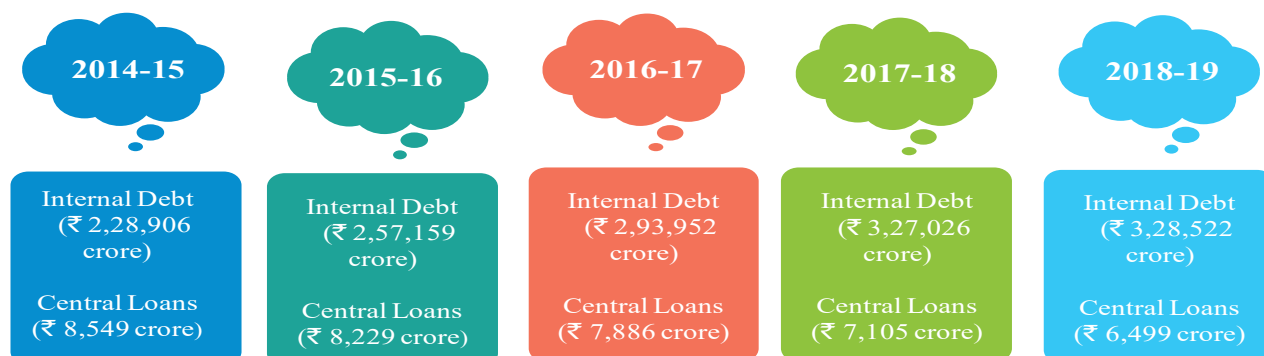 2014-15
Internal Debt
(₹ 2,28,906
crore)
Central Loans
(₹ 8,549 crore)
2015-16
Internal Debt
(₹ 2,57,159
crore)
Central Loans
(₹ 8,229 crore)
2016-17
Internal Debt
(₹ 2,93,952
crore)
Central Loans
(₹ 7,886 crore)
2017-18
Internal Debt
(₹ 3,27,026
crore)
Central Loans
(₹ 7,105 crore)
2018-19
Internal Debt
(₹ 3,28,522
crore)
Central Loans
(₹ 6,499 crore)